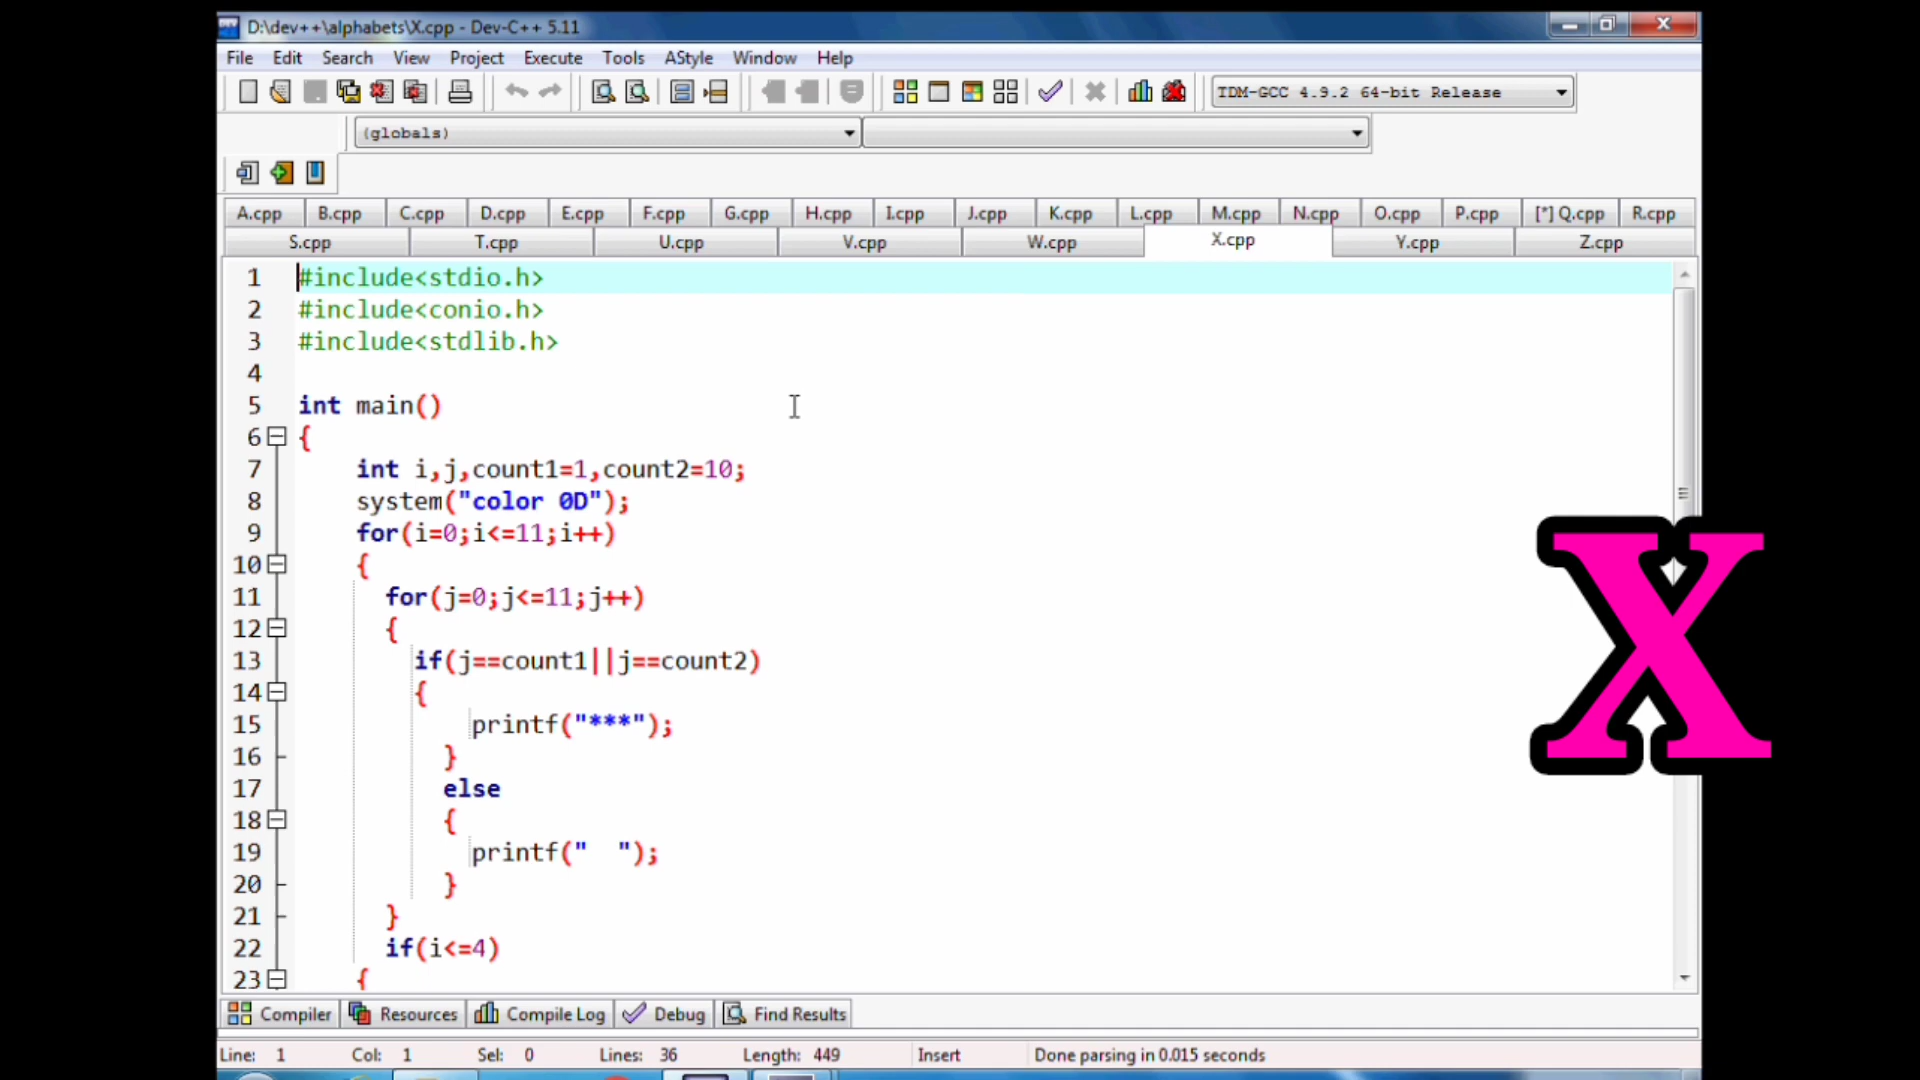 D:\dev++\alphabets\X.cpp - Dev-C++ 5.11
File Edit Search View Project Execute Tools AStyle Window Help
TDM-GCC 4.9.2 64-bit Release
(globals)
A.cpp B.cpp C.cpp D.cpp E.cpp F.cpp G.cpp H.cpp I.cpp J.cpp K.cpp L.cpp M.cpp N.cpp O.cpp P.cpp [*] Q.cpp R.cpp
S.cpp T.cpp U.cpp V.cpp W.cpp X.cpp Y.cpp Z.cpp
1 #include<stdio.h>
2 #include<conio.h>
3 #include<stdlib.h>
4
5 int main()
6 {
7 int i,j,count1=1,count2=10;
8 system("color 0D");
9 for(i=0;i<=11;i++)
10 {
11 for(j=0;j<=11;j++)
12 {
13 if(j==count1||j==count2)
14 {
15 printf("***");
16 }
17 else
18 {
19 printf("  ");
20 }
21 }
22 if(i<=4)
23 {
X
Compiler Resources Compile Log Debug Find Results
Line: 1 Col: 1 Sel: 0 Lines: 36 Length: 449 Insert Done parsing in 0.015 seconds